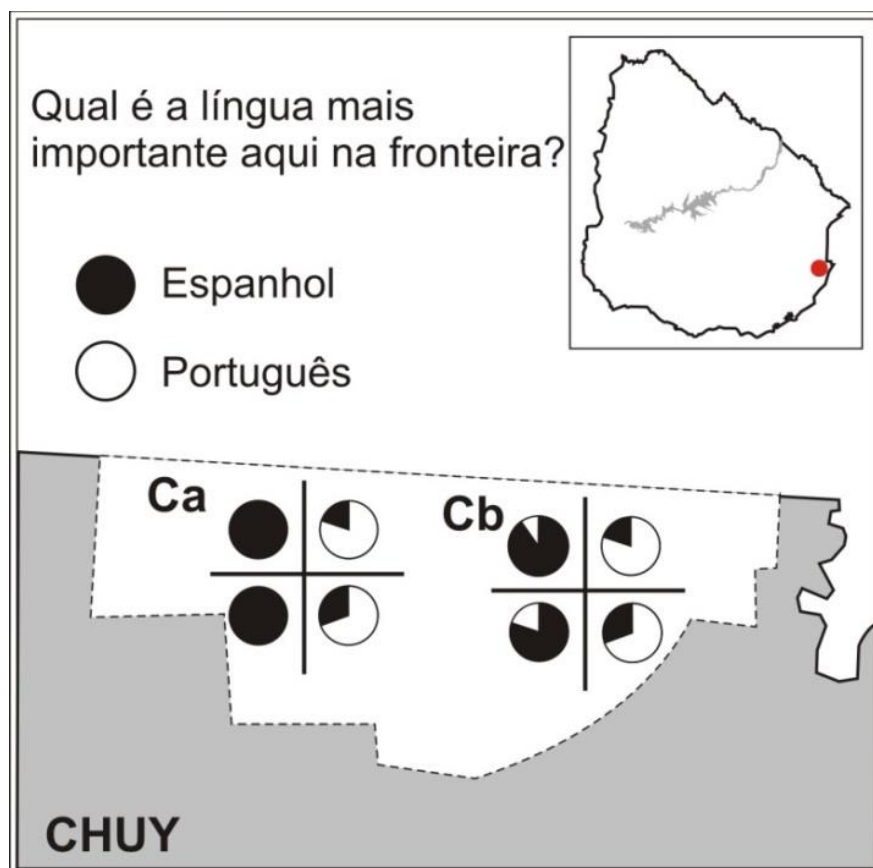 Qual é a língua mais
importante aqui na fronteira?
Espanhol
Português
Ca
Cb
CHUY